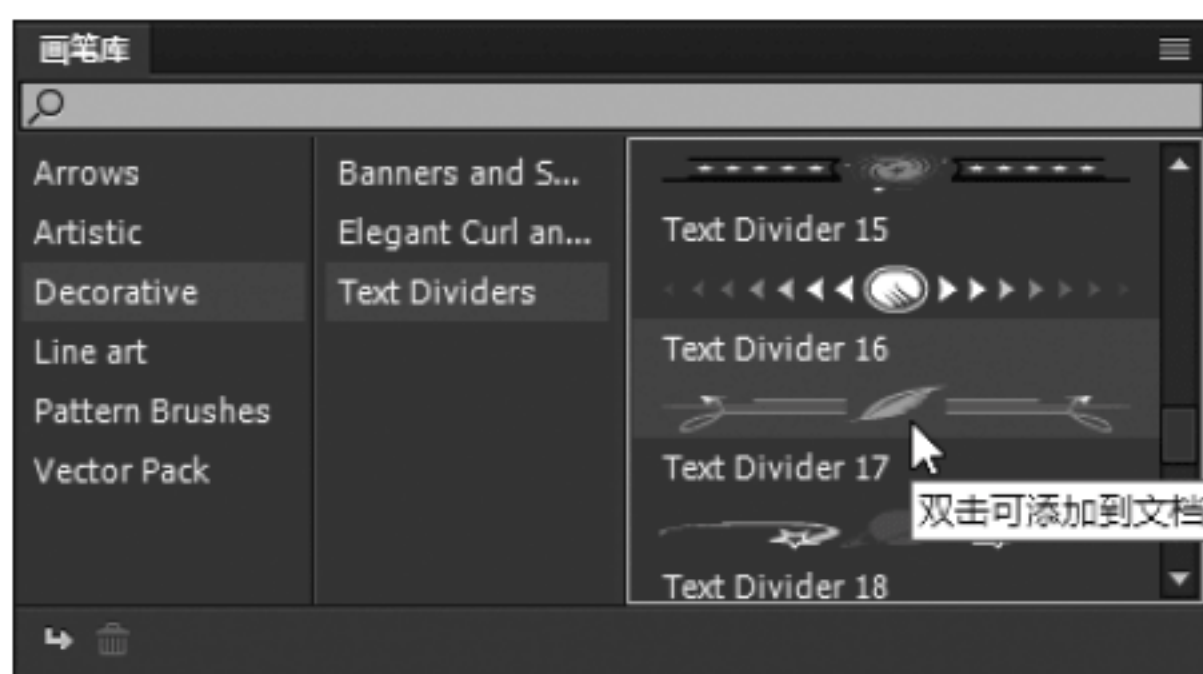 画笔库
Arrows
Artistic
Decorative
Line art
Pattern Brushes
Vector Pack
Banners and S...
Elegant Curl an...
Text Dividers
Text Divider 15
Text Divider 16
Text Divider 17
双击可添加到文档
Text Divider 18